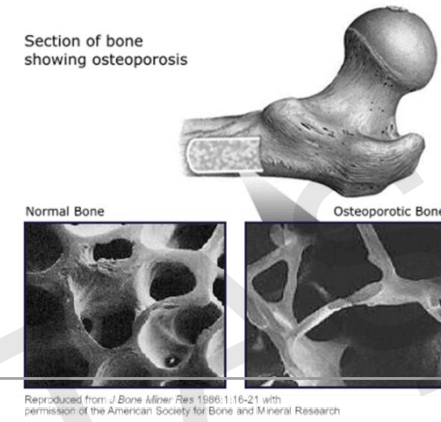 Section of bone
showing osteoporosis
Normal Bone
Osteoporotic Bone
Reproduced from J Bone Miner Res 1986:1:16-21 with
permission of the American Society for Bone and Mineral Research